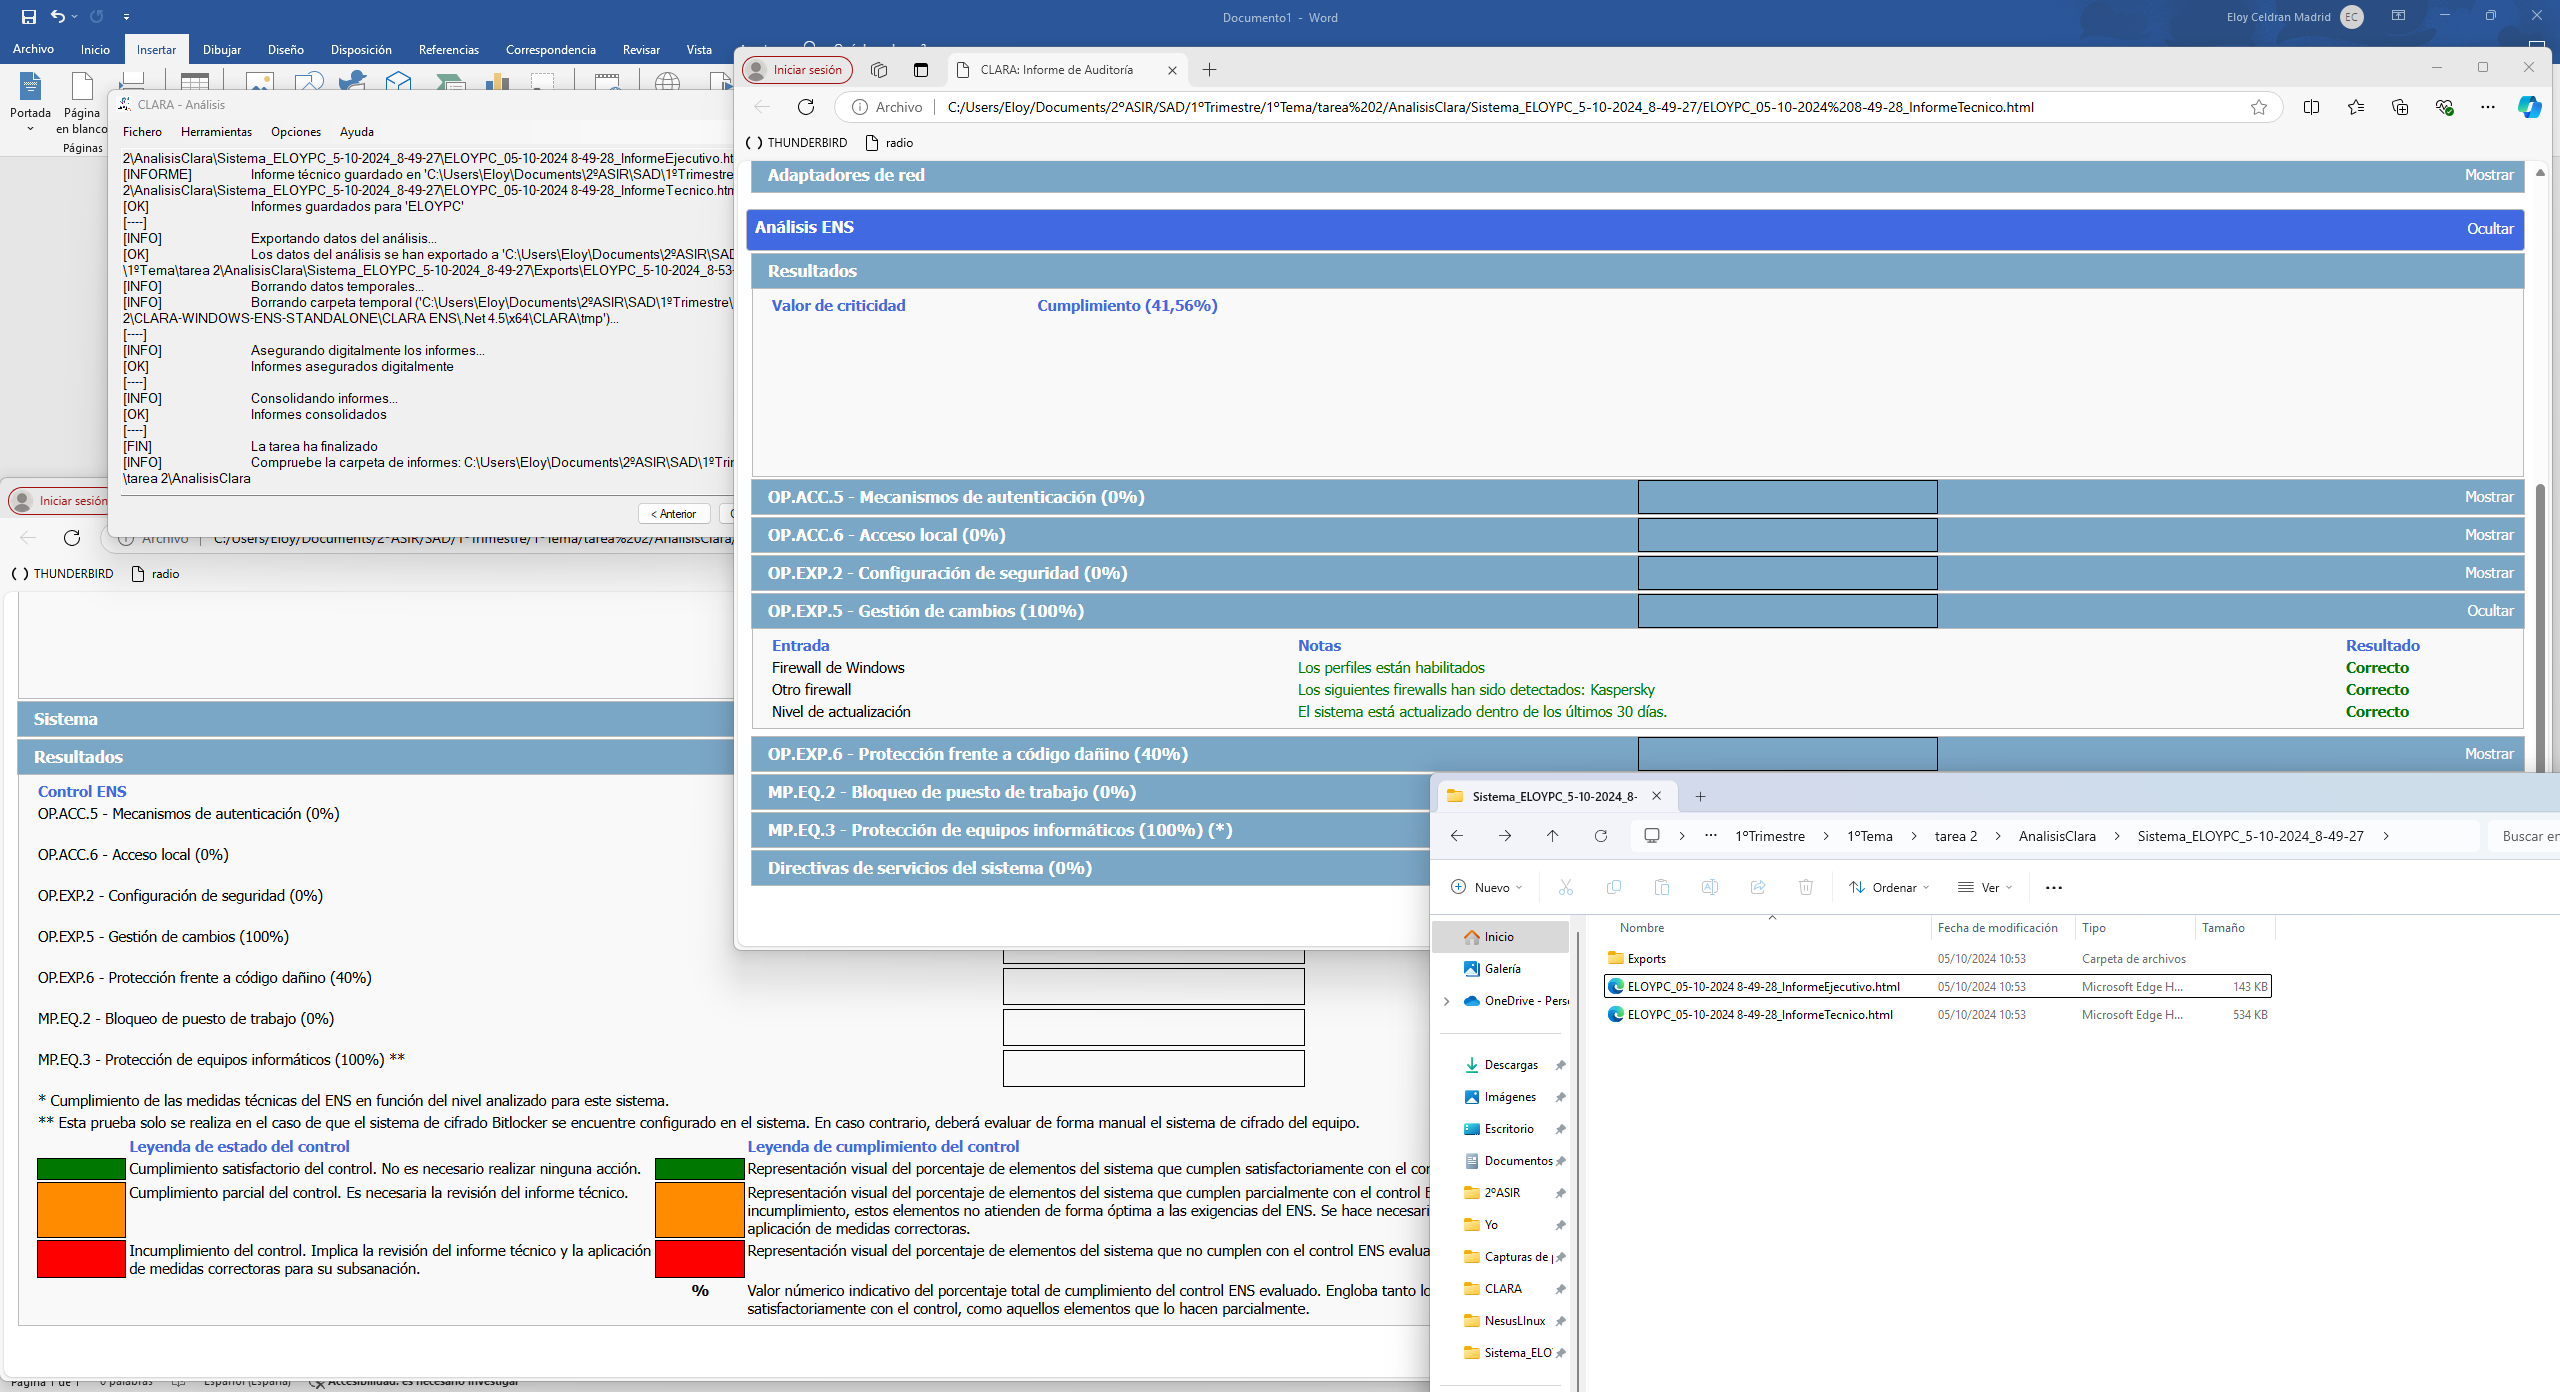 Documento1 - Word
Eloy Celdran Madrid
EC
Archivo
Inicio
Insertar
Dibujar
Diseño
Disposición
Referencias
Correspondencia
Revisar
Vista
Portada
Página
en blanco
Páginas
CLARA - Análisis
Fichero
Herramientas
Opciones
Ayuda
2\AnalisisClara\Sistema_ELOYPC_5-10-2024_8-49-27\ELOYPC_05-10-2024 8-49-28_InformeEjecutivo.ht
[INFORME] Informe técnico guardado en 'C:\Users\Eloy\Documents\2ºASIR\SAD\1ºTrimestre
2\AnalisisClara\Sistema_ELOYPC_5-10-2024_8-49-27\ELOYPC_05-10-2024 8-49-28_InformeTecnico.htm
[OK] Informes guardados para 'ELOYPC'
[----]
[INFO] Exportando datos del análisis...
[OK] Los datos del análisis se han exportado a 'C:\Users\Eloy\Documents\2ºASIR\SAD
\1ºTema\tarea 2\AnalisisClara\Sistema_ELOYPC_5-10-2024_8-49-27\Exports\ELOYPC_5-10-2024_8-53-
[INFO] Borrando datos temporales...
[INFO] Borrando carpeta temporal ('C:\Users\Eloy\Documents\2ºASIR\SAD\1ºTrimestre\
2\CLARA-WINDOWS-ENS-STANDALONE\CLARA ENS\.Net 4.5\x64\CLARA\tmp')...
[----]
[INFO] Asegurando digitalmente los informes...
[OK] Informes asegurados digitalmente
[----]
[INFO] Consolidando informes...
[OK] Informes consolidados
[----]
[FIN] La tarea ha finalizado
[INFO] Compruebe la carpeta de informes: C:\Users\Eloy\Documents\2ºASIR\SAD\1ºTrin
\tarea 2\AnalisisClara
< Anterior
Iniciar sesión
CLARA: Informe de Auditoría
Archivo
C:/Users/Eloy/Documents/2ºASIR/SAD/1ºTrimestre/1ºTema/tarea%202/AnalisisClara/Sistema_ELOYPC_5-10-2024_8-49-27/ELOYPC_05-10-2024%208-49-28_InformeTecnico.html
THUNDERBIRD
radio
Adaptadores de red Mostrar
Análisis ENS Ocultar
Resultados
Valor de criticidad Cumplimiento (41,56%)
OP.ACC.5 - Mecanismos de autenticación (0%) Mostrar
OP.ACC.6 - Acceso local (0%) Mostrar
OP.EXP.2 - Configuración de seguridad (0%) Mostrar
OP.EXP.5 - Gestión de cambios (100%) Ocultar
Entrada Notas Resultado
Firewall de Windows Los perfiles están habilitados Correcto
Otro firewall Los siguientes firewalls han sido detectados: Kaspersky Correcto
Nivel de actualización El sistema está actualizado dentro de los últimos 30 días. Correcto
OP.EXP.6 - Protección frente a código dañino (40%) Mostrar
MP.EQ.2 - Bloqueo de puesto de trabajo (0%)
MP.EQ.3 - Protección de equipos informáticos (100%) (*)
Directivas de servicios del sistema (0%)
Iniciar sesión
Archivo C:/Users/Eloy/Documents/2ºASIR/SAD/1ºTrimestre/1ºTema/tarea%202/AnalisisClara/
THUNDERBIRD
radio
Sistema
Resultados
Control ENS
OP.ACC.5 - Mecanismos de autenticación (0%)
OP.ACC.6 - Acceso local (0%)
OP.EXP.2 - Configuración de seguridad (0%)
OP.EXP.5 - Gestión de cambios (100%)
OP.EXP.6 - Protección frente a código dañino (40%)
MP.EQ.2 - Bloqueo de puesto de trabajo (0%)
MP.EQ.3 - Protección de equipos informáticos (100%) **
* Cumplimiento de las medidas técnicas del ENS en función del nivel analizado para este sistema.
** Esta prueba solo se realiza en el caso de que el sistema de cifrado Bitlocker se encuentre configurado en el sistema. En caso contrario, deberá evaluar de forma manual el sistema de cifrado del equipo.
Leyenda de estado del control
Cumplimiento satisfactorio del control. No es necesario realizar ninguna acción.
Cumplimiento parcial del control. Es necesaria la revisión del informe técnico.
Incumplimiento del control. Implica la revisión del informe técnico y la aplicación
de medidas correctoras para su subsanación.
Leyenda de cumplimiento del control
Representación visual del porcentaje de elementos del sistema que cumplen satisfactoriamente con el cor
Representación visual del porcentaje de elementos del sistema que cumplen parcialmente con el control E
incumplimiento, estos elementos no atienden de forma óptima a las exigencias del ENS. Se hace necesari
aplicación de medidas correctoras.
Representación visual del porcentaje de elementos del sistema que no cumplen con el control ENS evalua
% Valor númerico indicativo del porcentaje total de cumplimiento del control ENS evaluado. Engloba tanto lo
satisfactoriamente con el control, como aquellos elementos que lo hacen parcialmente.
Página 1 de 1
0 palabras
Español (España)
Accesibilidad: es necesario investigar
Sistema_ELOYPC_5-10-2024_8-
1ºTrimestre > 1ºTema > tarea 2 > AnalisisClara > Sistema_ELOYPC_5-10-2024_8-49-27 >
Buscar en
Nuevo
Ordenar
Ver
Inicio
Galería
OneDrive - Perso
Descargas
Imágenes
Escritorio
Documentos
2ºASIR
Yo
Capturas de p
CLARA
NesusLInux
Sistema_ELO
Nombre Fecha de modificación Tipo Tamaño
Exports 05/10/2024 10:53 Carpeta de archivos
ELOYPC_05-10-2024 8-49-28_InformeEjecutivo.html 05/10/2024 10:53 Microsoft Edge H... 143 KB
ELOYPC_05-10-2024 8-49-28_InformeTecnico.html 05/10/2024 10:53 Microsoft Edge H... 534 KB